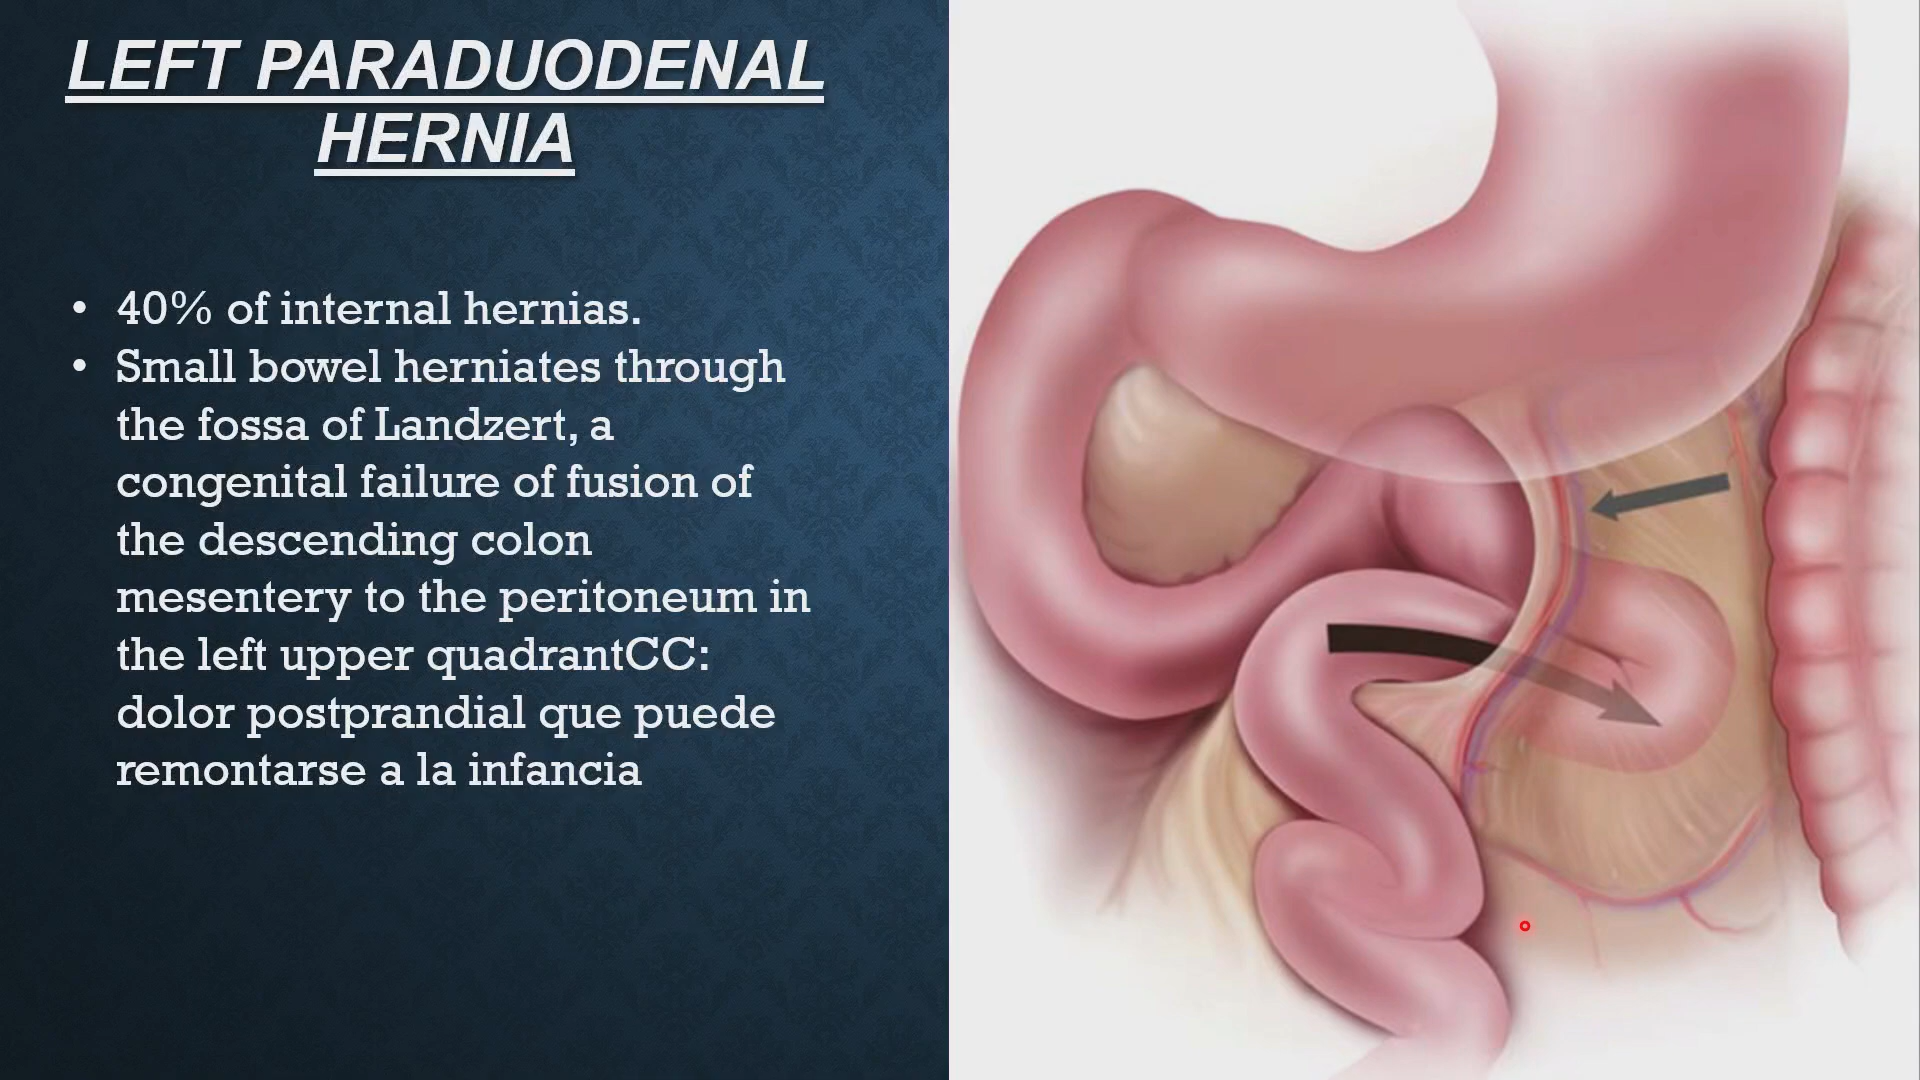 LEFT PARADUODENAL
HERNIA
• 40% of internal hernias.
• Small bowel herniates through
the fossa of Landzert, a
congenital failure of fusion of
the descending colon
mesentery to the peritoneum in
the left upper quadrantCC:
dolor postprandial que puede
remontarse a la infancia